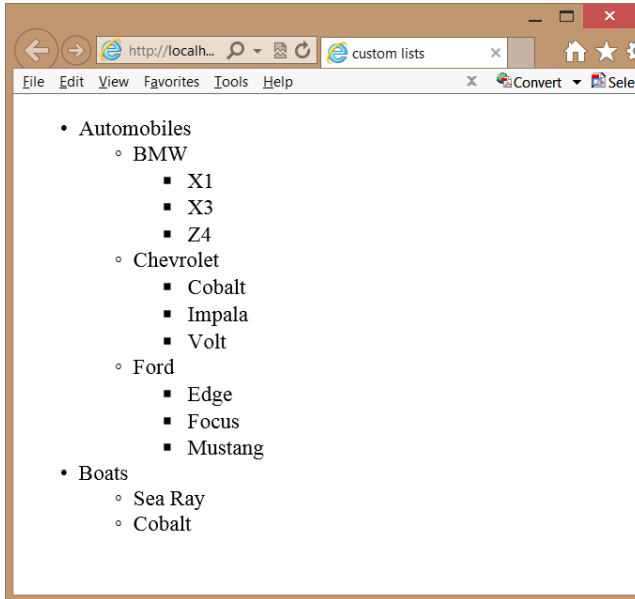 http://localh...
custom lists
File Edit View Favorites Tools Help
x Convert Sele
• Automobiles
◦ BMW
▪ X1
▪ X3
▪ Z4
◦ Chevrolet
▪ Cobalt
▪ Impala
▪ Volt
◦ Ford
▪ Edge
▪ Focus
▪ Mustang
• Boats
◦ Sea Ray
◦ Cobalt